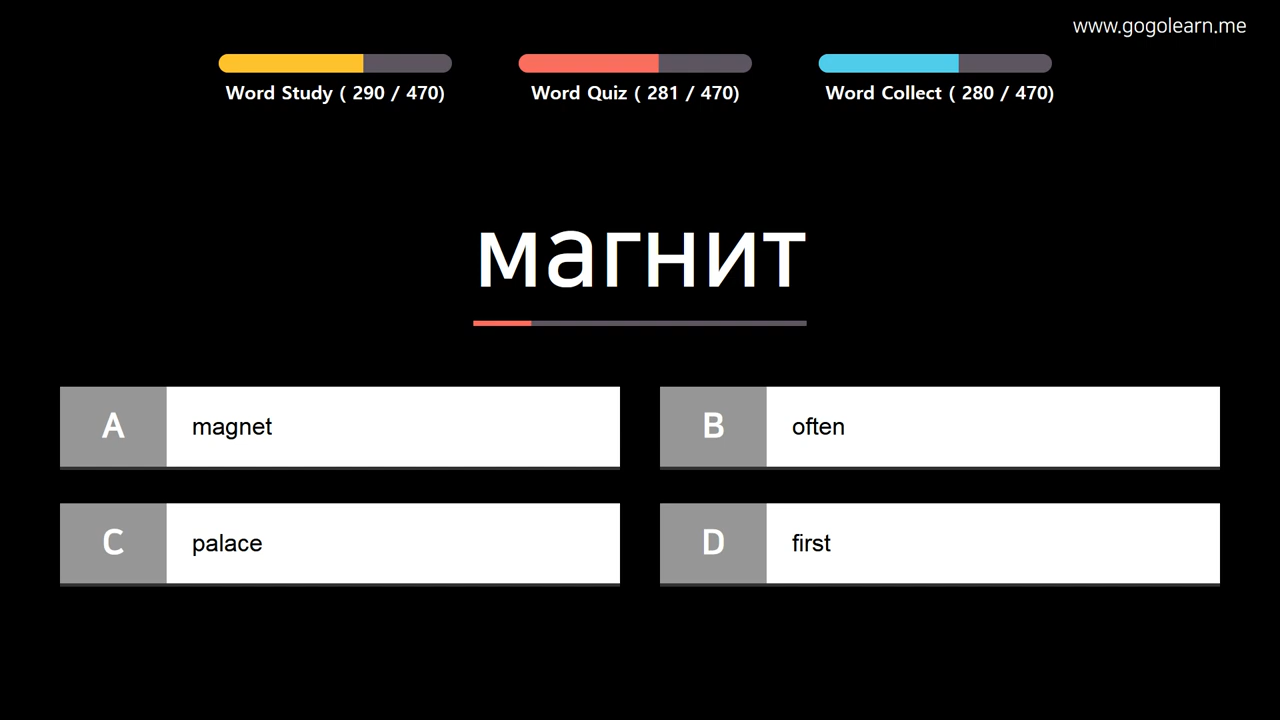 www.gogolearn.me
Word Study ( 290 / 470)
Word Quiz ( 281 / 470)
Word Collect ( 280 / 470)
магнит
A magnet
B often
C palace
D first